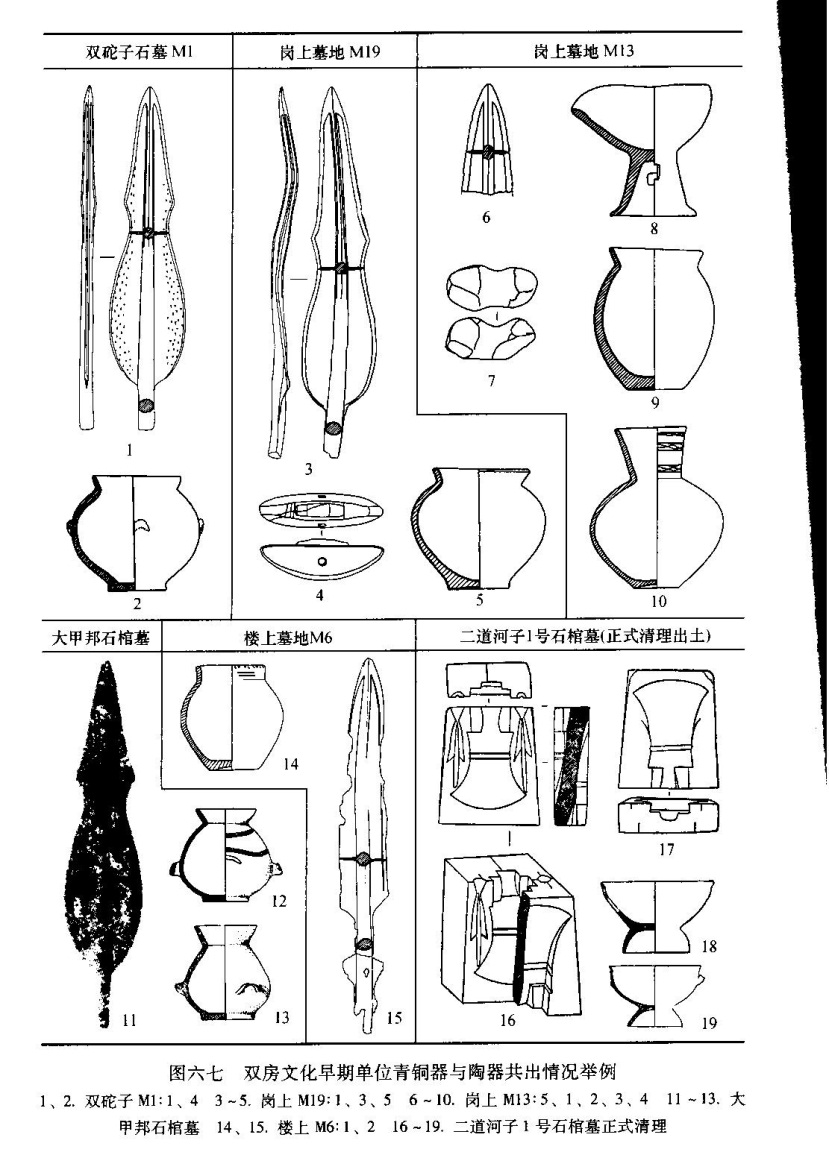 双砣子石墓 M1
岗上墓地 M19
岗上墓地 M13
1
2
3
4
5
6
7
8
9
10
大甲邦石棺墓
楼上墓地M6
二道河子1号石棺墓(正式清理出土)
11
12
13
14
15
16
17
18
19
图六七 双房文化早期单位青铜器与陶器共出情况举例
1、2. 双砣子 M1:1、4 3~5. 岗上 M19:1、3、5 6~10. 岗上 M13:5、1、2、3、4 11~13. 大
甲邦石棺墓 14、15. 楼上 M6:1、2 16~19. 二道河子1号石棺墓正式清理